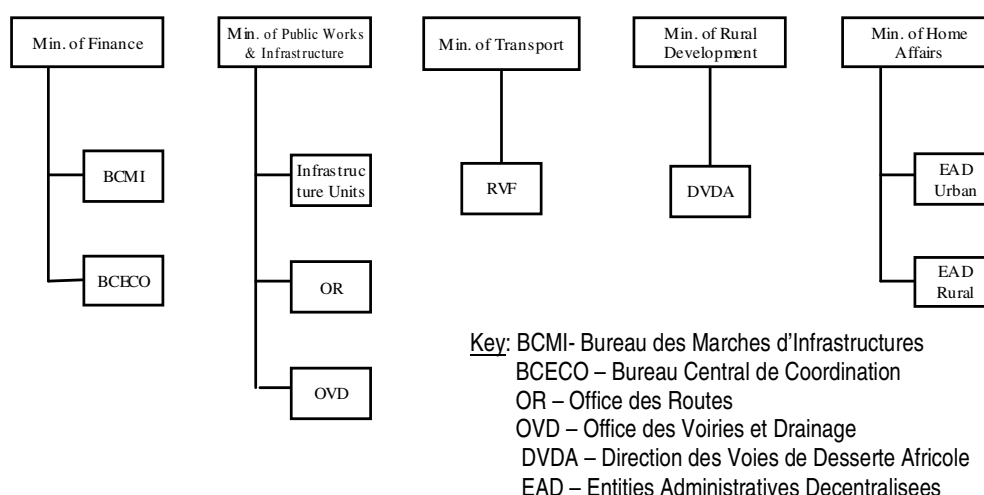 Min. of Finance
Min. of Public Works
& Infrastructure
Min. of Transport
Min. of Rural
Development
Min. of Home
Affairs
BCMI
BCECO
Infrastruc
ture Units
OR
OVD
RVF
DVDA
EAD
Urban
EAD
Rural
Key: BCMI- Bureau des Marches d'Infrastructures
BCECO – Bureau Central de Coordination
OR – Office des Routes
OVD – Office des Voiries et Drainage
DVDA – Direction des Voies de Desserte Africole
EAD – Entities Administratives Decentralisees